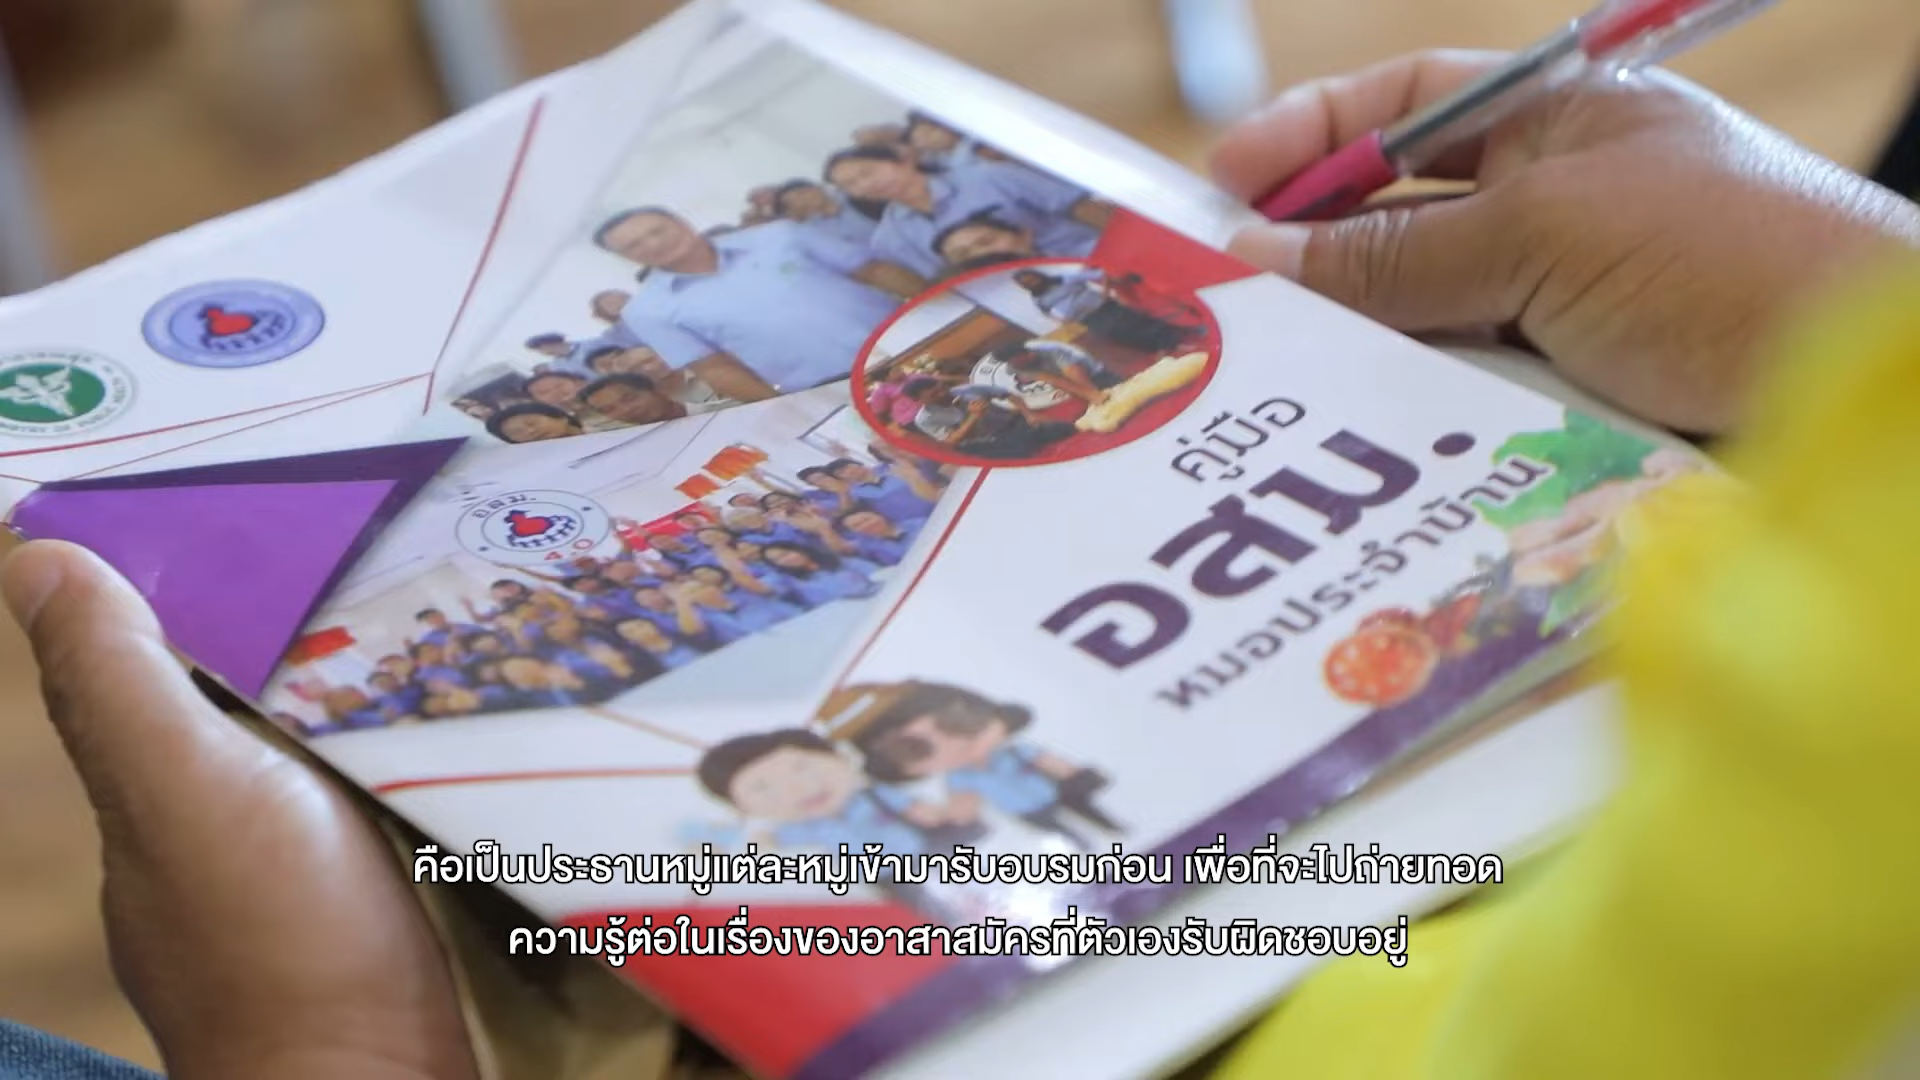 อสม.
4.0
คู่มือ
อสม.
หมอประจำบ้าน
คือเป็นประธานหมู่แต่ละหมู่เข้ามารับอบรมก่อน เพื่อที่จะไปถ่ายทอด
ความรู้ต่อในเรื่องของอาสาสมัครที่ตัวเองรับผิดชอบอยู่